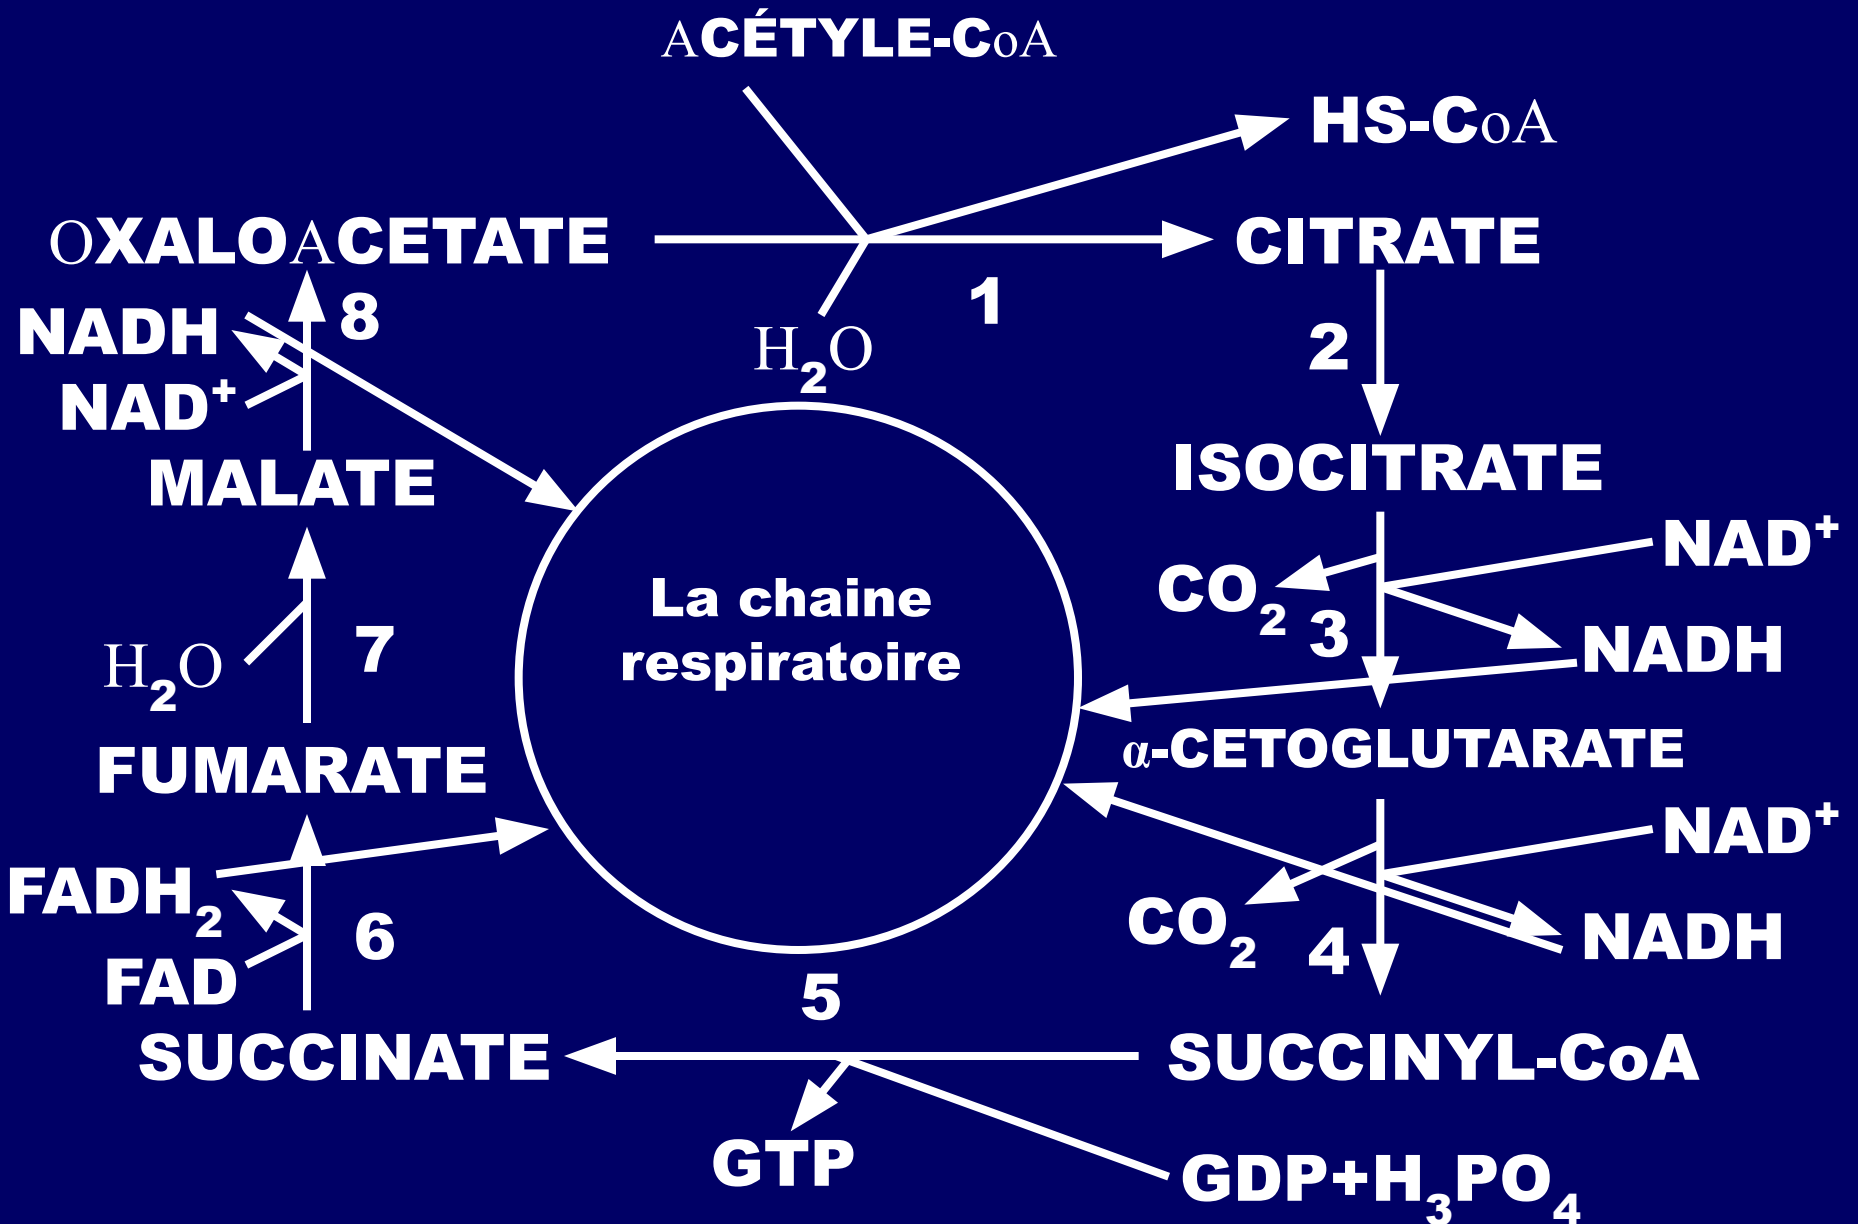 ACÉTYLE-CoA
HS-CoA
OXALOACETATE
CITRATE
8
1
NADH
H₂O
2
NAD⁺
MALATE
ISOCITRATE
NAD⁺
CO₂
3
La chaine
respiratoire
NADH
H₂O
7
α-CETOGLUTARATE
FUMARATE
NAD⁺
FADH₂
CO₂
6
4
NADH
FAD
5
SUCCINATE
SUCCINYL-CoA
GTP
GDP+H₃PO₄